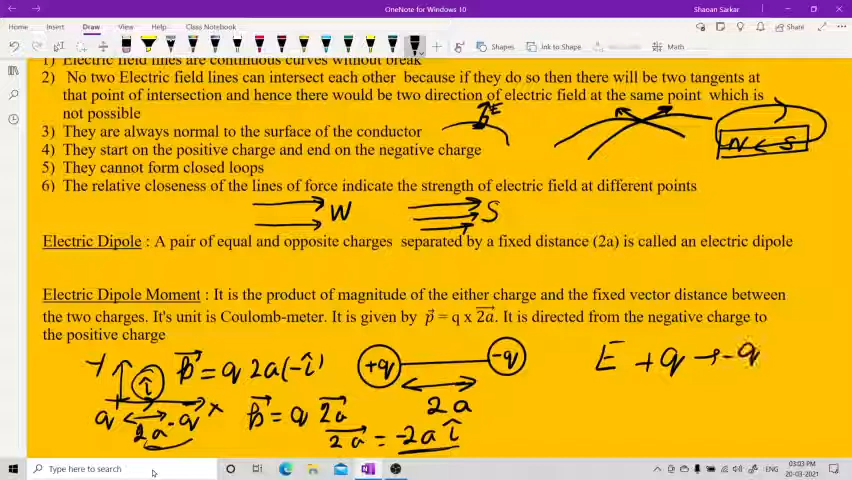 OneNote for Windows 10
Shaoan Sarkar
Home Insert Draw View Help Class Notebook
Share
Shapes Ink to Shape Math
1) Electric field lines are continuous curves without break
2) No two Electric field lines can intersect each other because if they do so then there will be two tangents at
that point of intersection and hence there would be two direction of electric field at the same point which is
not possible
E
3) They are always normal to the surface of the conductor
N S
4) They start on the positive charge and end on the negative charge
5) They cannot form closed loops
6) The relative closeness of the lines of force indicate the strength of electric field at different points
W S
Electric Dipole : A pair of equal and opposite charges separated by a fixed distance (2a) is called an electric dipole
Electric Dipole Moment : It is the product of magnitude of the either charge and the fixed vector distance between
the two charges. It's unit is Coulomb-meter. It is given by p⃗ = q x 2a⃗. It is directed from the negative charge to
the positive charge
Y î p⃗ = q 2a(-î) +q -q E +q → -q
q 2a -q x p⃗ = q 2a⃗ 2a
2a⃗ = -2a î
Type here to search
ENG
03:03 PM
20-03-2021